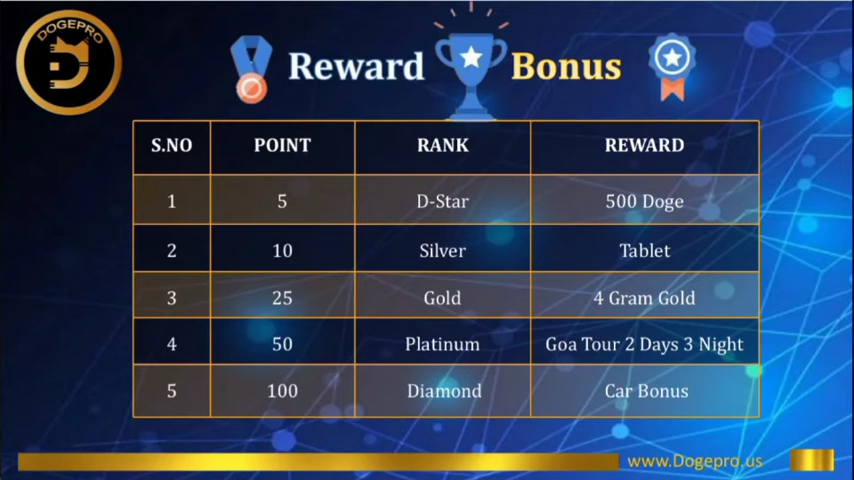 DOGEPRO
Reward Bonus
S.NO POINT RANK REWARD
1 5 D-Star 500 Doge
2 10 Silver Tablet
3 25 Gold 4 Gram Gold
4 50 Platinum Goa Tour 2 Days 3 Night
5 100 Diamond Car Bonus
www.Dogepro.us